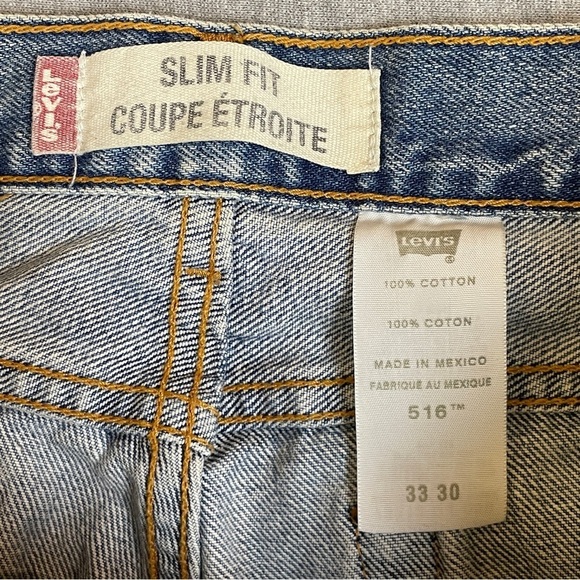 Levi's
SLIM FIT
COUPE ÉTROITE
Levi's
®
100% COTTON
100% COTON
MADE IN MEXICO
FABRIQUÉ AU MEXIQUE
516™
33 30